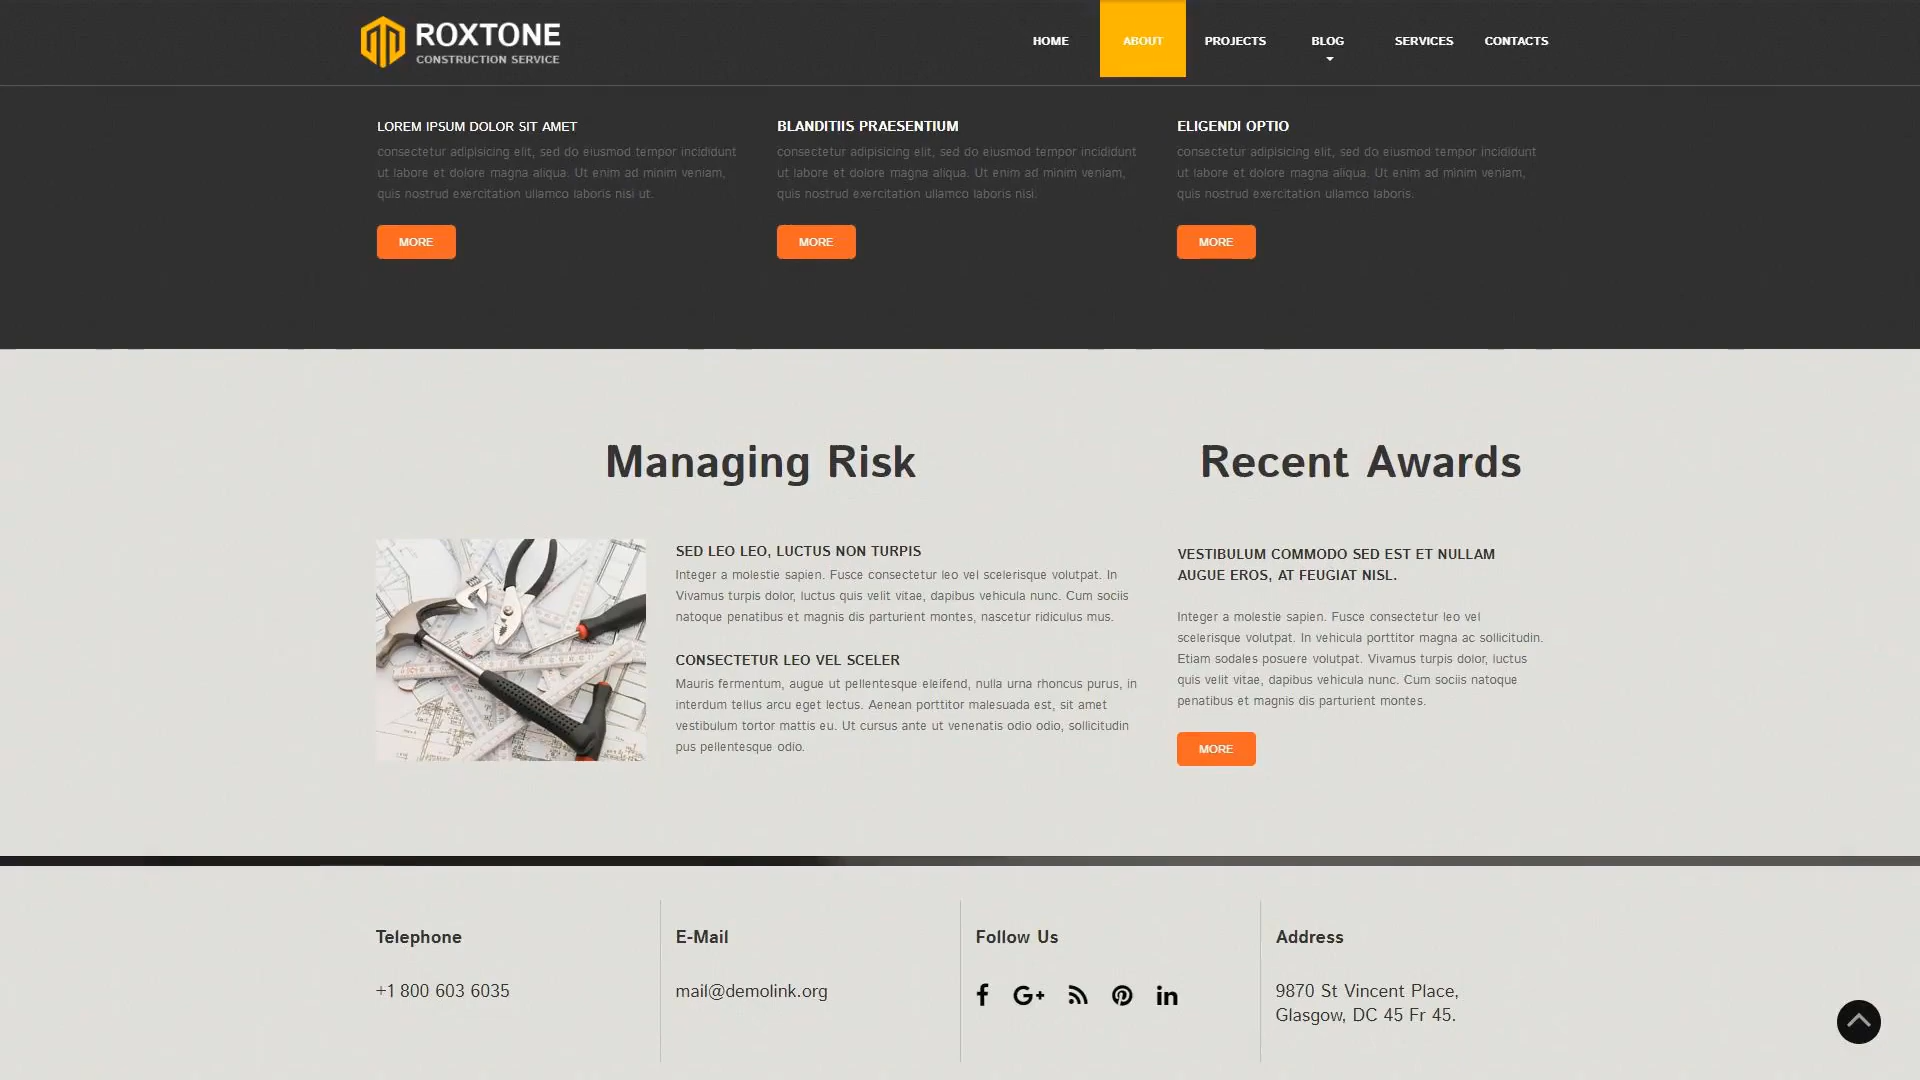 ROXTONE
CONSTRUCTION SERVICE
HOME
ABOUT
PROJECTS
BLOG
SERVICES
CONTACTS
LOREM IPSUM DOLOR SIT AMET
consectetur adipisicing elit, sed do eiusmod tempor incididunt
ut labore et dolore magna aliqua. Ut enim ad minim veniam,
quis nostrud exercitation ullamco laboris nisi ut.
MORE
BLANDITIIS PRAESENTIUM
consectetur adipisicing elit, sed do eiusmod tempor incididunt
ut labore et dolore magna aliqua. Ut enim ad minim veniam,
quis nostrud exercitation ullamco laboris nisi.
MORE
ELIGENDI OPTIO
consectetur adipisicing elit, sed do eiusmod tempor incididunt
ut labore et dolore magna aliqua. Ut enim ad minim veniam,
quis nostrud exercitation ullamco laboris.
MORE
Managing Risk
SED LEO LEO, LUCTUS NON TURPIS
Integer a molestie sapien. Fusce consectetur leo vel scelerisque volutpat. In
Vivamus turpis dolor, luctus quis velit vitae, dapibus vehicula nunc. Cum sociis
natoque penatibus et magnis dis parturient montes, nascetur ridiculus mus.
CONSECTETUR LEO VEL SCELER
Mauris fermentum, augue ut pellentesque eleifend, nulla urna rhoncus purus, in
interdum tellus arcu eget lectus. Aenean porttitor malesuada est, sit amet
vestibulum tortor mattis eu. Ut cursus ante ut venenatis odio odio, sollicitudin
pus pellentesque odio.
Recent Awards
VESTIBULUM COMMODO SED EST ET NULLAM
AUGUE EROS, AT FEUGIAT NISL.
Integer a molestie sapien. Fusce consectetur leo vel
scelerisque volutpat. In vehicula porttitor magna ac sollicitudin.
Etiam sodales posuere volutpat. Vivamus turpis dolor, luctus
quis velit vitae, dapibus vehicula nunc. Cum sociis natoque
penatibus et magnis dis parturient montes.
MORE
Telephone
+1 800 603 6035
E-Mail
mail@demolink.org
Follow Us
Address
9870 St Vincent Place,
Glasgow, DC 45 Fr 45.